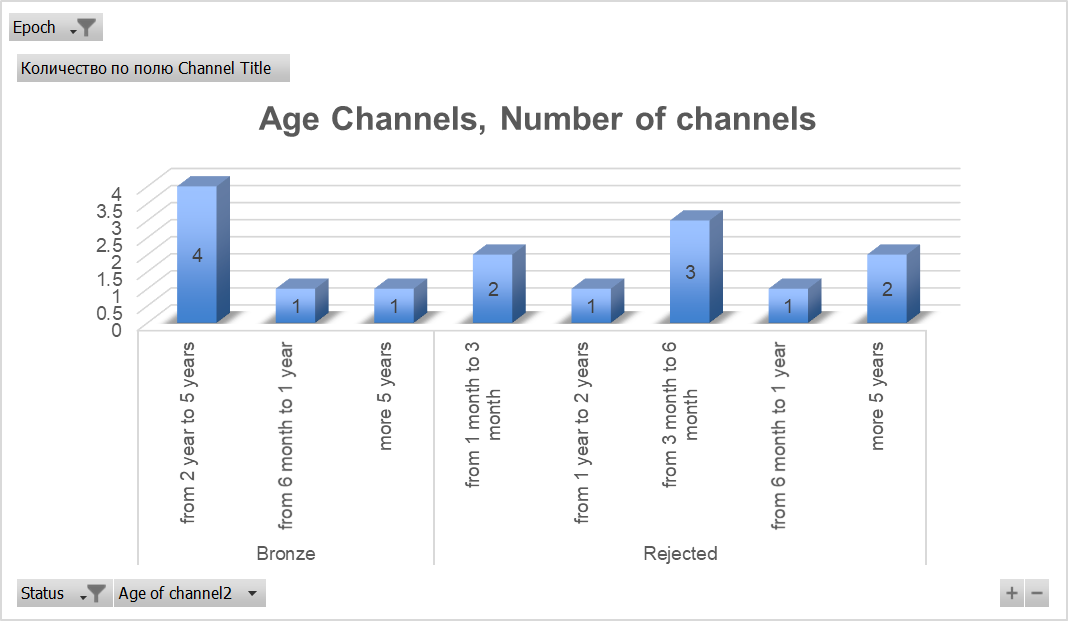 Epoch
Количество по полю Channel Title
Age Channels, Number of channels
4
3.5
3
2.5
2
1.5
1
0.5
0
4
1
1
2
1
3
1
2
from 2 year to 5 years
from 6 month to 1 year
more 5 years
from 1 month to 3
month
from 1 year to 2 years
from 3 month to 6
month
from 6 month to 1 year
more 5 years
Bronze
Rejected
Status
Age of channel2
+
−